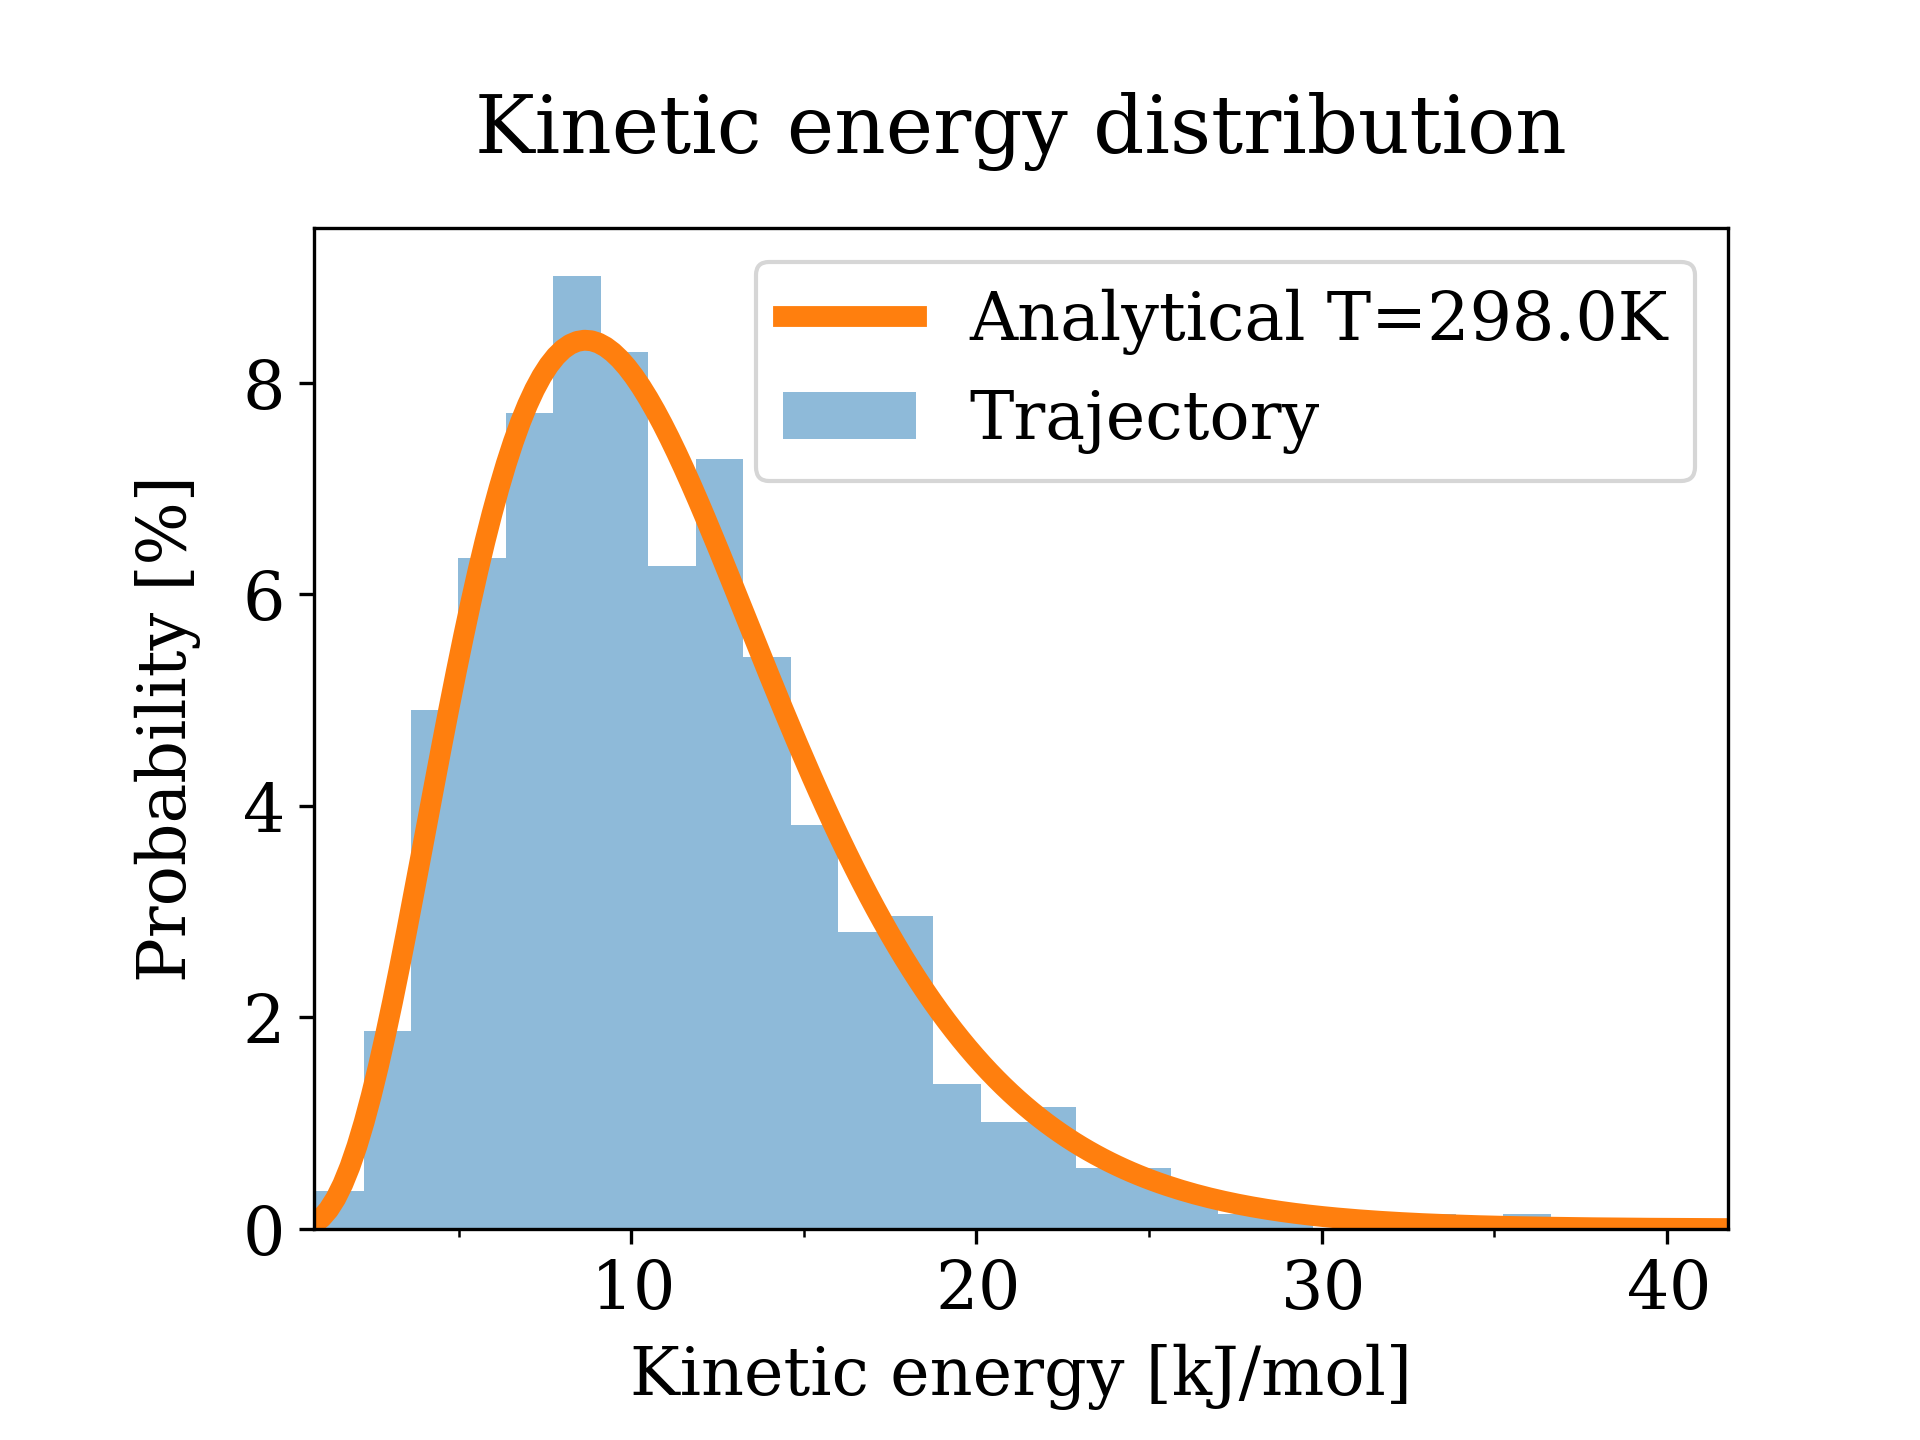 Kinetic energy distribution
Analytical T=298.0K
Trajectory
Probability [%]
8
6
4
2
0
10 20 30 40
Kinetic energy [kJ/mol]